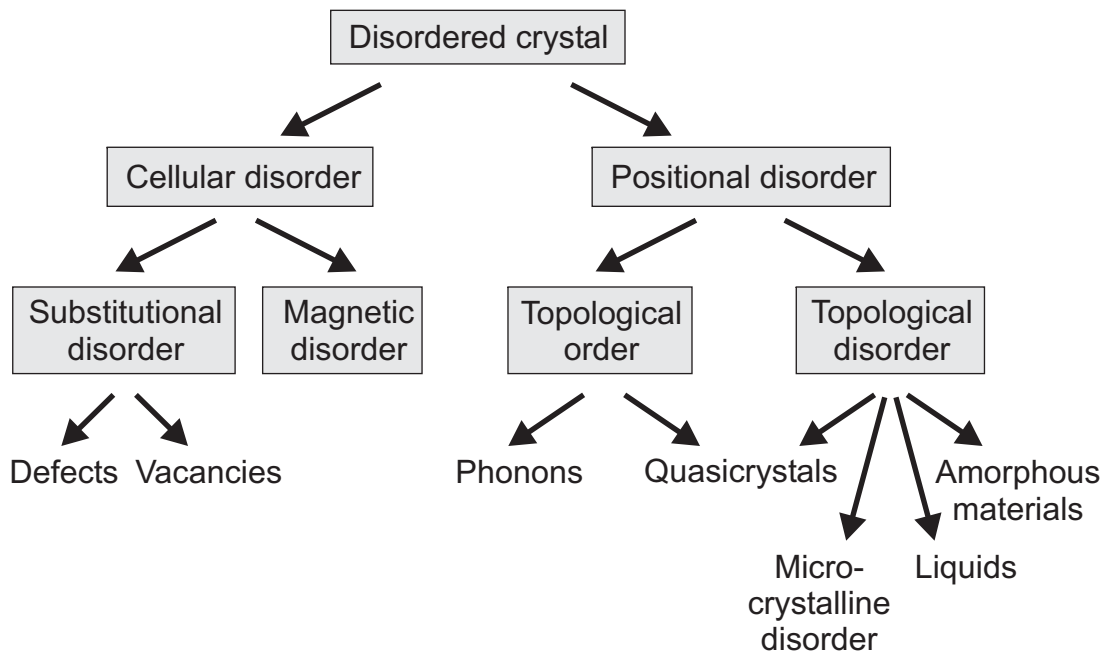 Disordered crystal
Cellular disorder
Positional disorder
Substitutional
disorder
Magnetic
disorder
Topological
order
Topological
disorder
Defects
Vacancies
Phonons
Quasicrystals
Amorphous
materials
Micro-
crystalline
disorder
Liquids